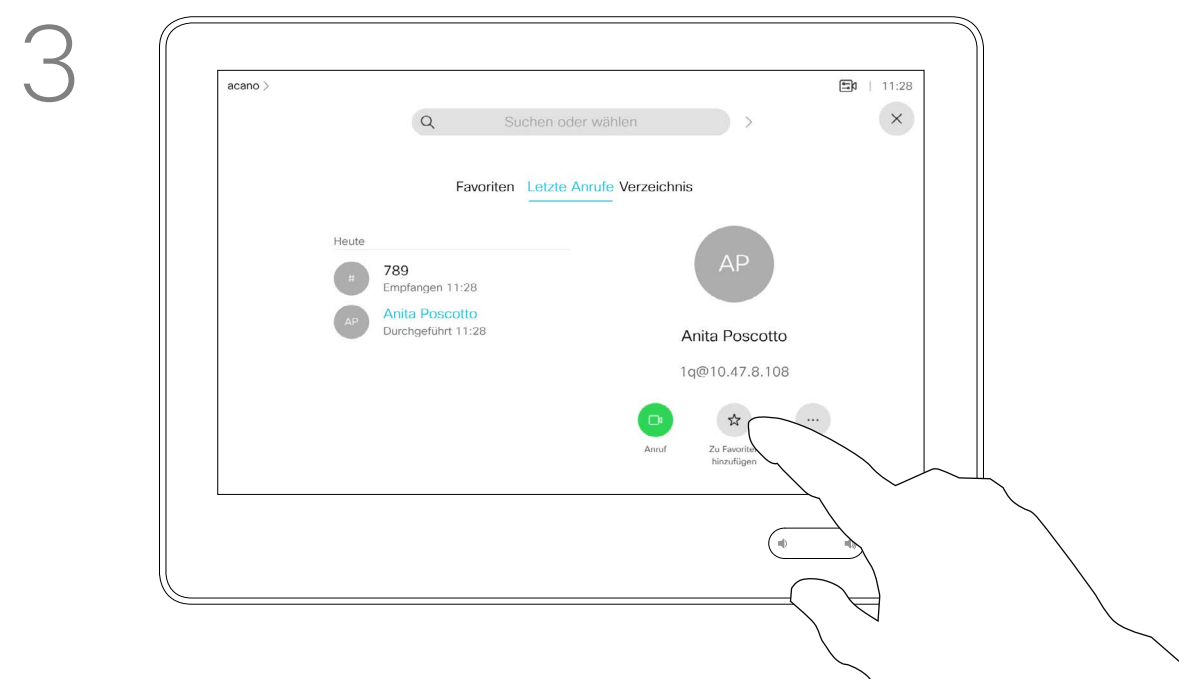 3
acano >
11:28
Suchen oder wählen
Favoriten Letzte Anrufe Verzeichnis
Heute
#
789
Empfangen 11:28
AP
Anita Poscotto
Durchgeführt 11:28
AP
Anita Poscotto
1q@10.47.8.108
Anruf
Zu Favoriten
hinzufügen